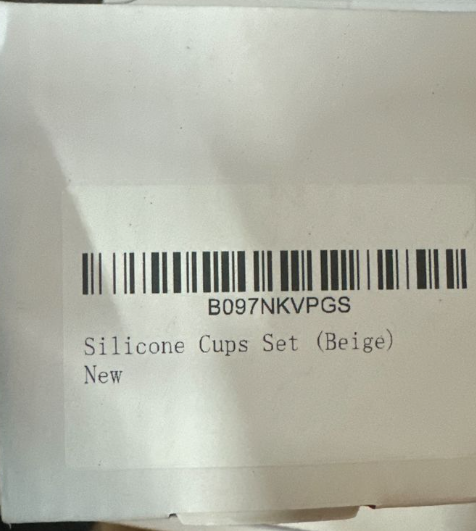 B097NKVPGS
Silicone Cups Set (Beige)
New